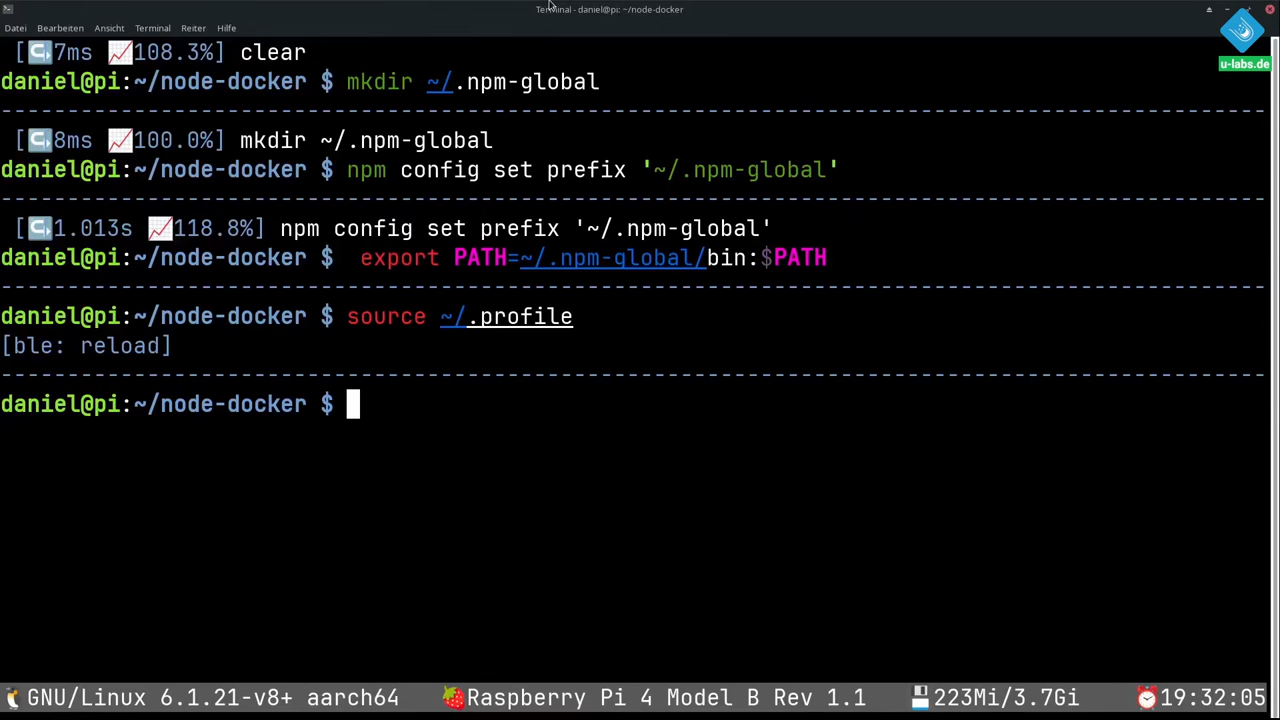 Terminal - daniel@pi: ~/node-docker
Datei Bearbeiten Ansicht Terminal Reiter Hilfe
u-labs.de
[↪7ms 📈108.3%] clear
daniel@pi:~/node-docker $ mkdir ~/.npm-global
[↪8ms 📈100.0%] mkdir ~/.npm-global
daniel@pi:~/node-docker $ npm config set prefix '~/.npm-global'
[↪1.013s 📈118.8%] npm config set prefix '~/.npm-global'
daniel@pi:~/node-docker $  export PATH=~/.npm-global/bin:$PATH
daniel@pi:~/node-docker $ source ~/.profile
[ble: reload]
daniel@pi:~/node-docker $
GNU/Linux 6.1.21-v8+ aarch64 🍓Raspberry Pi 4 Model B Rev 1.1 💾223Mi/3.7Gi ⏰19:32:05